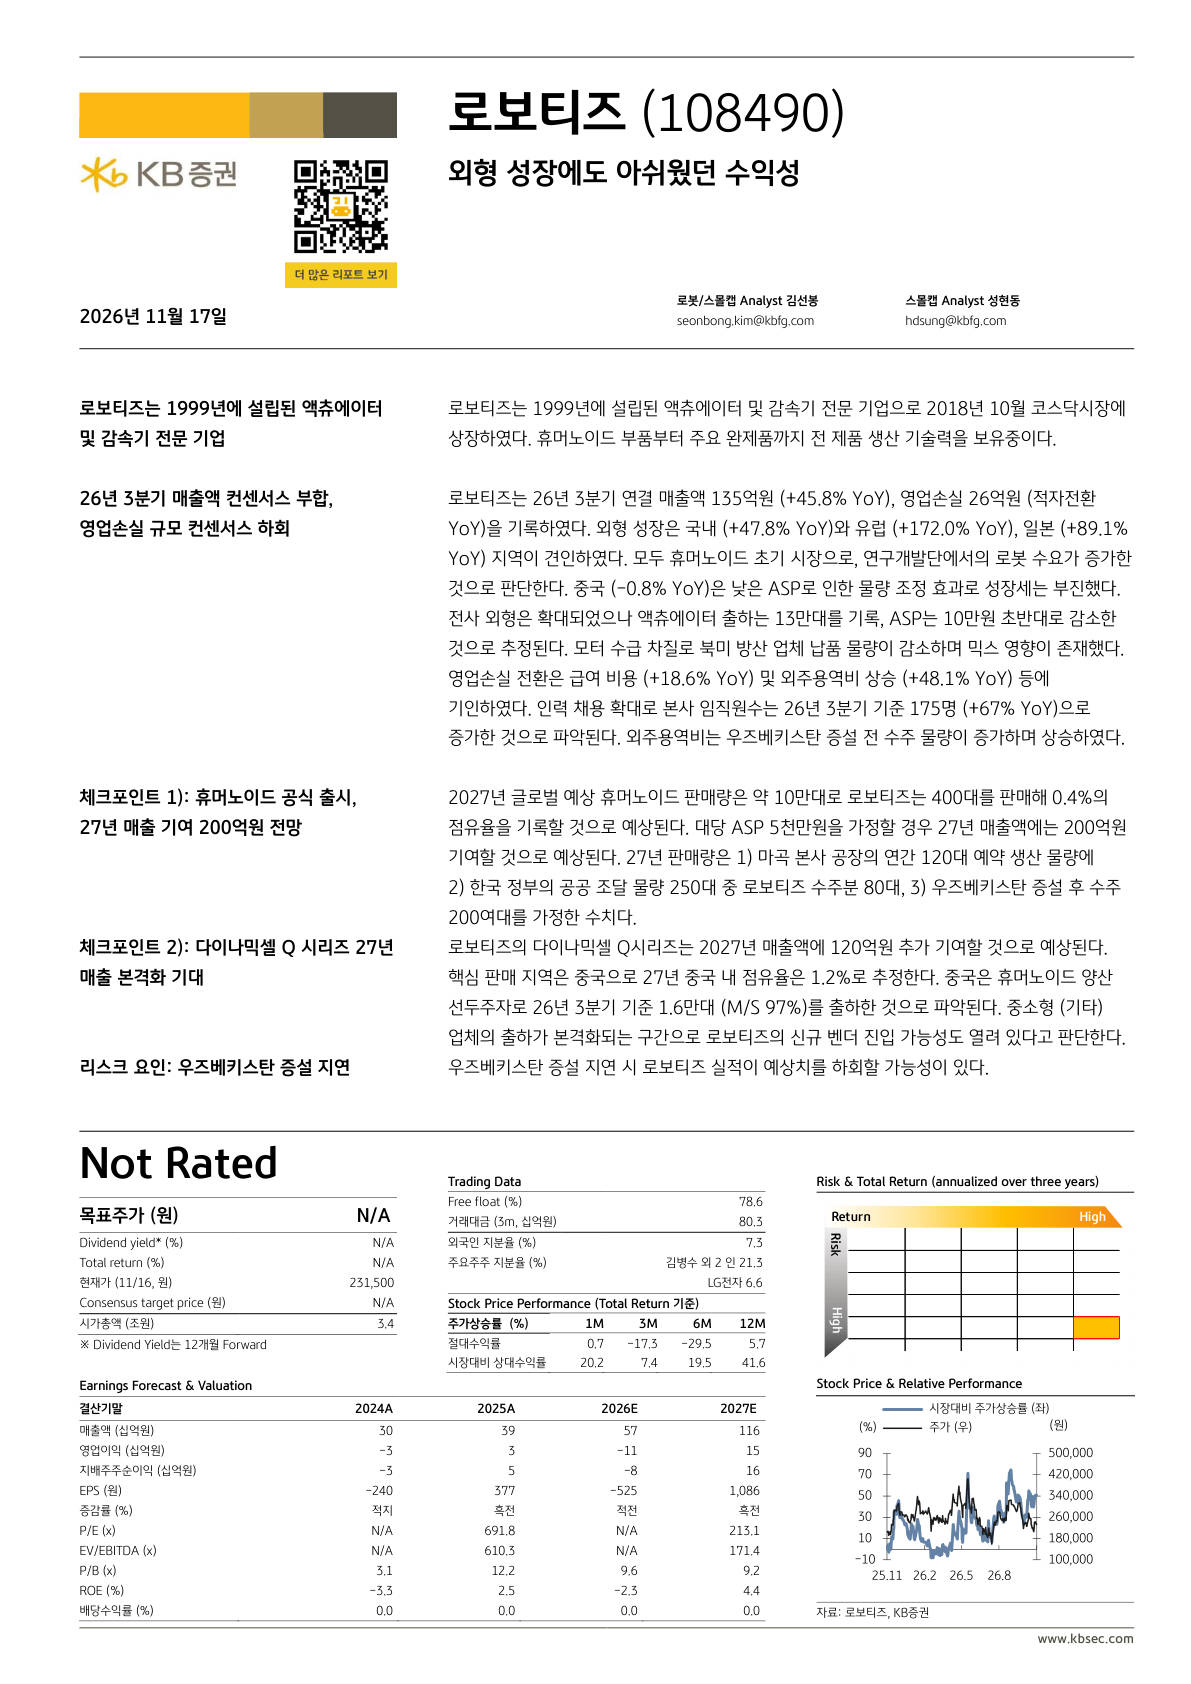 로보티즈 (108490)
외형 성장에도 아쉬웠던 수익성
KB증권
더 많은 리포트 보기
2026년 11월 17일
로봇/스몰캡 Analyst 김선봉
seonbong.kim@kbfg.com
스몰캡 Analyst 성현동
hdsung@kbfg.com
로보티즈는 1999년에 설립된 액츄에이터
및 감속기 전문 기업
로보티즈는 1999년에 설립된 액츄에이터 및 감속기 전문 기업으로 2018년 10월 코스닥시장에
상장하였다. 휴머노이드 부품부터 주요 완제품까지 전 제품 생산 기술력을 보유중이다.
26년 3분기 매출액 컨센서스 부합,
영업손실 규모 컨센서스 하회
로보티즈는 26년 3분기 연결 매출액 135억원 (+45.8% YoY), 영업손실 26억원 (적자전환
YoY)을 기록하였다. 외형 성장은 국내 (+47.8% YoY)와 유럽 (+172.0% YoY), 일본 (+89.1%
YoY) 지역이 견인하였다. 모두 휴머노이드 초기 시장으로, 연구개발단에서의 로봇 수요가 증가한
것으로 판단한다. 중국 (-0.8% YoY)은 낮은 ASP로 인한 물량 조정 효과로 성장세는 부진했다.
전사 외형은 확대되었으나 액츄에이터 출하는 13만대를 기록, ASP는 10만원 초반대로 감소한
것으로 추정된다. 모터 수급 차질로 북미 방산 업체 납품 물량이 감소하며 믹스 영향이 존재했다.
영업손실 전환은 급여 비용 (+18.6% YoY) 및 외주용역비 상승 (+48.1% YoY) 등에
기인하였다. 인력 채용 확대로 본사 임직원수는 26년 3분기 기준 175명 (+67% YoY)으로
증가한 것으로 파악된다. 외주용역비는 우즈베키스탄 증설 전 수주 물량이 증가하며 상승하였다.
체크포인트 1): 휴머노이드 공식 출시,
27년 매출 기여 200억원 전망
2027년 글로벌 예상 휴머노이드 판매량은 약 10만대로 로보티즈는 400대를 판매해 0.4%의
점유율을 기록할 것으로 예상된다. 대당 ASP 5천만원을 가정할 경우 27년 매출액에는 200억원
기여할 것으로 예상된다. 27년 판매량은 1) 마곡 본사 공장의 연간 120대 예약 생산 물량에
2) 한국 정부의 공공 조달 물량 250대 중 로보티즈 수주분 80대, 3) 우즈베키스탄 증설 후 수주
200여대를 가정한 수치다.
체크포인트 2): 다이나믹셀 Q 시리즈 27년
매출 본격화 기대
로보티즈의 다이나믹셀 Q시리즈는 2027년 매출액에 120억원 추가 기여할 것으로 예상된다.
핵심 판매 지역은 중국으로 27년 중국 내 점유율은 1.2%로 추정한다. 중국은 휴머노이드 양산
선두주자로 26년 3분기 기준 1.6만대 (M/S 97%)를 출하한 것으로 파악된다. 중소형 (기타)
업체의 출하가 본격화되는 구간으로 로보티즈의 신규 벤더 진입 가능성도 열려 있다고 판단한다.
리스크 요인: 우즈베키스탄 증설 지연
우즈베키스탄 증설 지연 시 로보티즈 실적이 예상치를 하회할 가능성이 있다.
Not Rated
목표주가 (원) N/A
Dividend yield* (%) N/A
Total return (%) N/A
현재가 (11/16, 원) 231,500
Consensus target price (원) N/A
시가총액 (조원) 3.4
※ Dividend Yield는 12개월 Forward
Trading Data
Free float (%) 78.6
거래대금 (3m, 십억원) 80.3
외국인 지분율 (%) 7.3
주요주주 지분율 (%) 김병수 외 2 인 21.3
LG전자 6.6
Stock Price Performance (Total Return 기준)
주가상승률 (%) 1M 3M 6M 12M
절대수익률 0.7 -17.3 -29.5 5.7
시장대비 상대수익률 20.2 7.4 19.5 41.6
Risk & Total Return (annualized over three years)
Return High
Risk
High
Earnings Forecast & Valuation
결산기말 2024A 2025A 2026E 2027E
매출액 (십억원) 30 39 57 116
영업이익 (십억원) -3 3 -11 15
지배주주순이익 (십억원) -3 5 -8 16
EPS (원) -240 377 -525 1,086
증감률 (%) 적지 흑전 적전 흑전
P/E (x) N/A 691.8 N/A 213.1
EV/EBITDA (x) N/A 610.3 N/A 171.4
P/B (x) 3.1 12.2 9.6 9.2
ROE (%) -3.3 2.5 -2.3 4.4
배당수익률 (%) 0.0 0.0 0.0 0.0
Stock Price & Relative Performance
시장대비 주가상승률 (좌)
(%) 주가 (우) (원)
90 500,000
70 420,000
50 340,000
30 260,000
10 180,000
-10 100,000
25.11 26.2 26.5 26.8
자료: 로보티즈, KB증권
www.kbsec.com